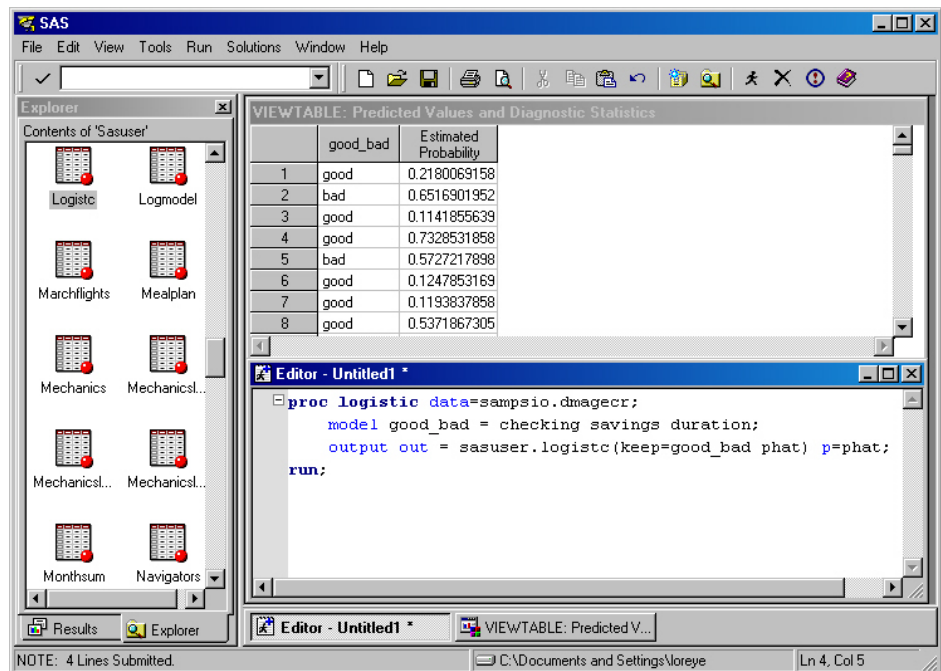 SAS
File Edit View Tools Run Solutions Window Help
Explorer
Contents of 'Sasuser'
Logistc Logmodel
Marchflights Mealplan
Mechanics Mechanicsl...
Mechanicsl... Mechanicsl...
Monthsum Navigators
Results Explorer
VIEWTABLE: Predicted Values and Diagnostic Statistics
good_bad Estimated Probability
1 good 0.2180069158
2 bad 0.6516901952
3 good 0.1141855639
4 good 0.7328531858
5 bad 0.5727217898
6 good 0.1247853169
7 good 0.1193837858
8 good 0.5371867305
Editor - Untitled1 *
proc logistic data=sampsio.dmagecr;
model good_bad = checking savings duration;
output out = sasuser.logistc(keep=good_bad phat) p=phat;
run;
Editor - Untitled1 * VIEWTABLE: Predicted V...
NOTE: 4 Lines Submitted. C:\Documents and Settings\loreye Ln 4, Col 5